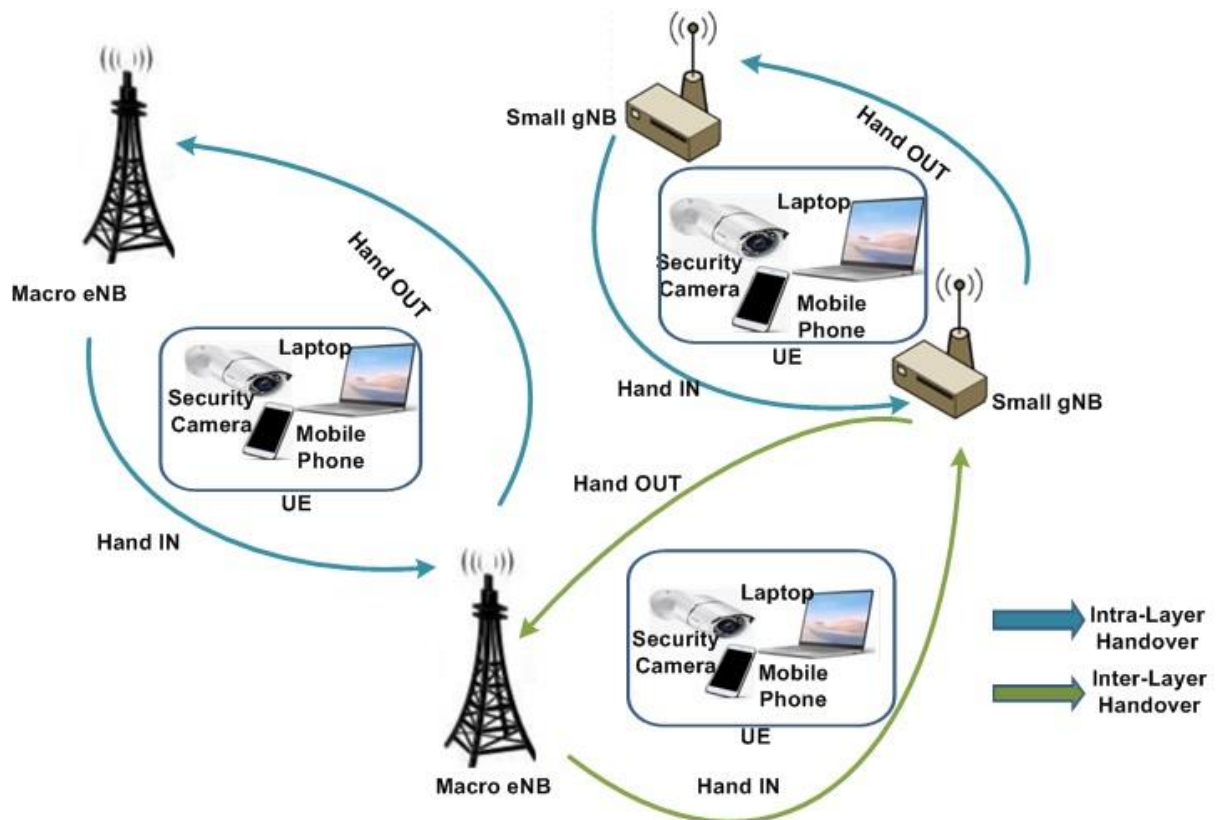 Small gNB
Hand OUT
Laptop
Security
Camera
Mobile
Phone
UE
Hand IN
Small gNB
Macro eNB
Hand OUT
Laptop
Security
Camera
Mobile
Phone
UE
Hand IN
Hand OUT
Laptop
Security
Camera
Mobile
Phone
UE
Macro eNB
Hand IN
Intra-Layer
Handover
Inter-Layer
Handover